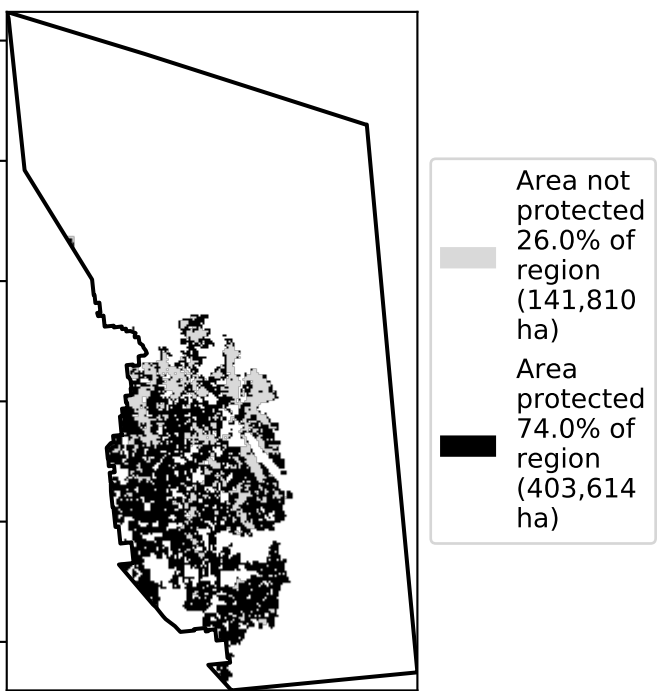 Area not
protected
26.0% of
region
(141,810
ha)
Area
protected
74.0% of
region
(403,614
ha)